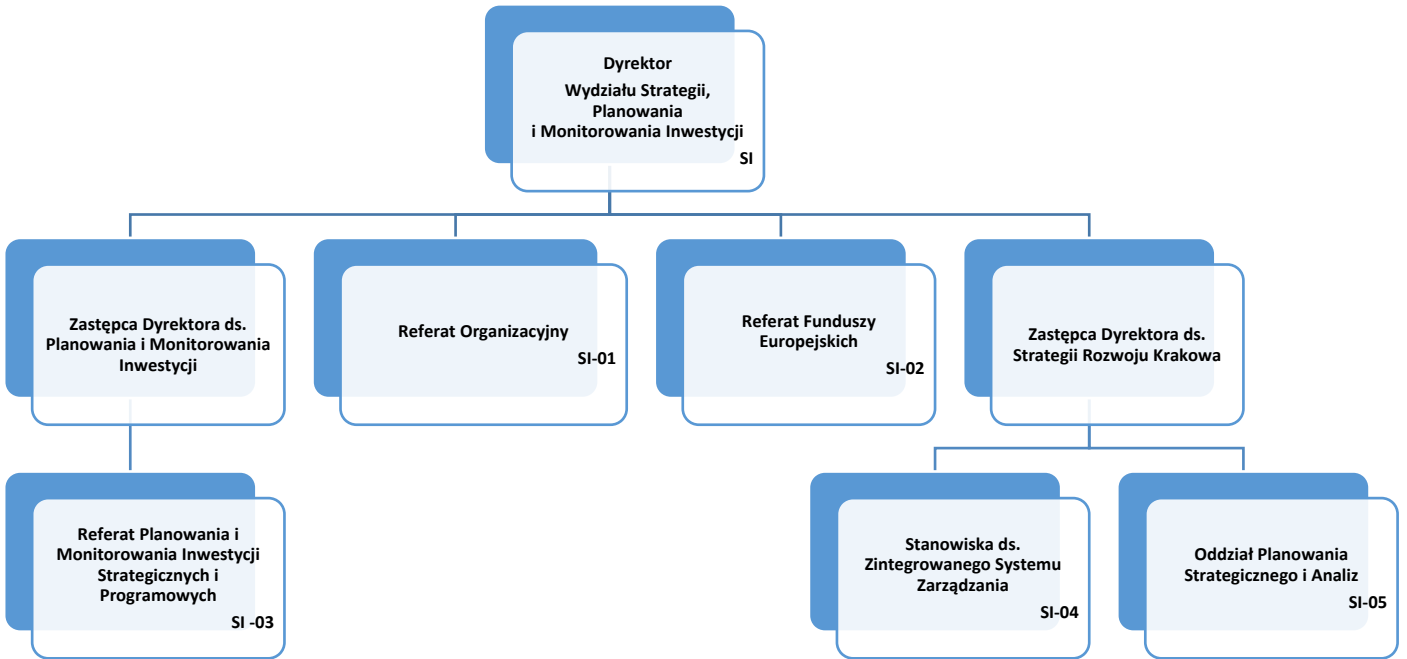 Dyrektor
Wydziału Strategii,
Planowania
i Monitorowania Inwestycji
SI
Zastępca Dyrektora ds.
Planowania i Monitorowania
Inwestycji
Referat Organizacyjny
SI-01
Referat Funduszy
Europejskich
SI-02
Zastępca Dyrektora ds.
Strategii Rozwoju Krakowa
Referat Planowania i
Monitorowania Inwestycji
Strategicznych i
Programowych
SI -03
Stanowiska ds.
Zintegrowanego Systemu
Zarządzania
SI-04
Oddział Planowania
Strategicznego i Analiz
SI-05